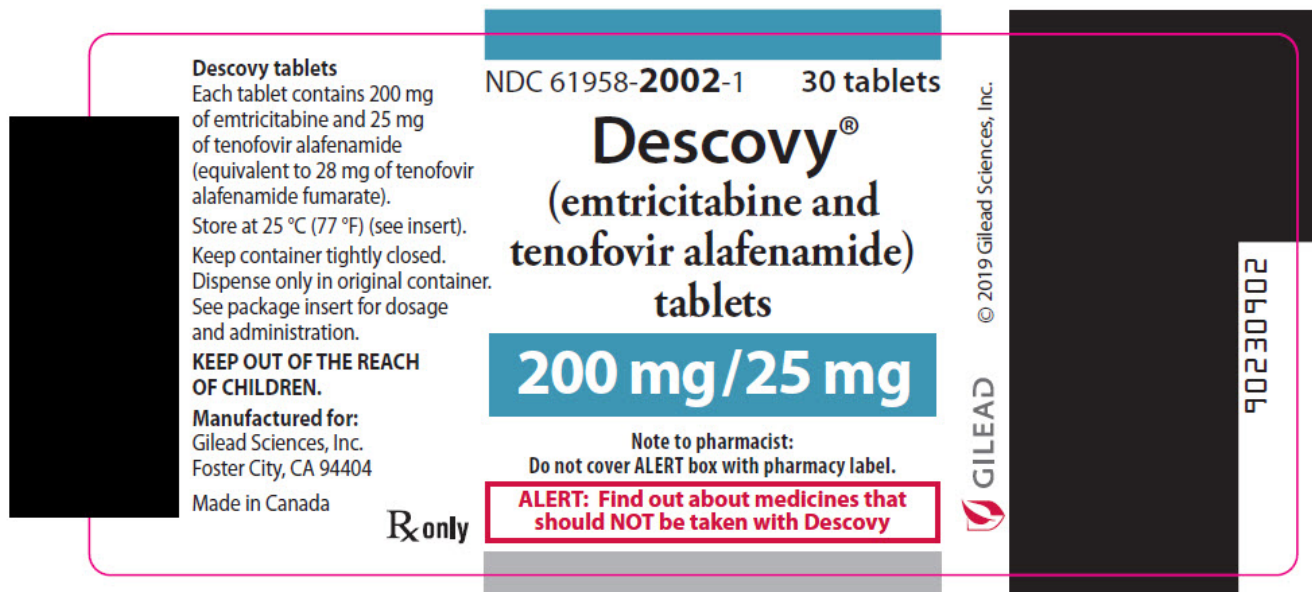 Descovy tablets
Each tablet contains 200 mg
of emtricitabine and 25 mg
of tenofovir alafenamide
(equivalent to 28 mg of tenofovir
alafenamide fumarate).
Store at 25 °C (77 °F) (see insert).
Keep container tightly closed.
Dispense only in original container.
See package insert for dosage
and administration.
KEEP OUT OF THE REACH
OF CHILDREN.
Manufactured for:
Gilead Sciences, Inc.
Foster City, CA 94404
Made in Canada
Rx only
NDC 61958-2002-1 30 tablets
Descovy®
(emtricitabine and
tenofovir alafenamide)
tablets
200 mg/25 mg
Note to pharmacist:
Do not cover ALERT box with pharmacy label.
ALERT: Find out about medicines that
should NOT be taken with Descovy
GILEAD © 2019 Gilead Sciences, Inc.
90230902